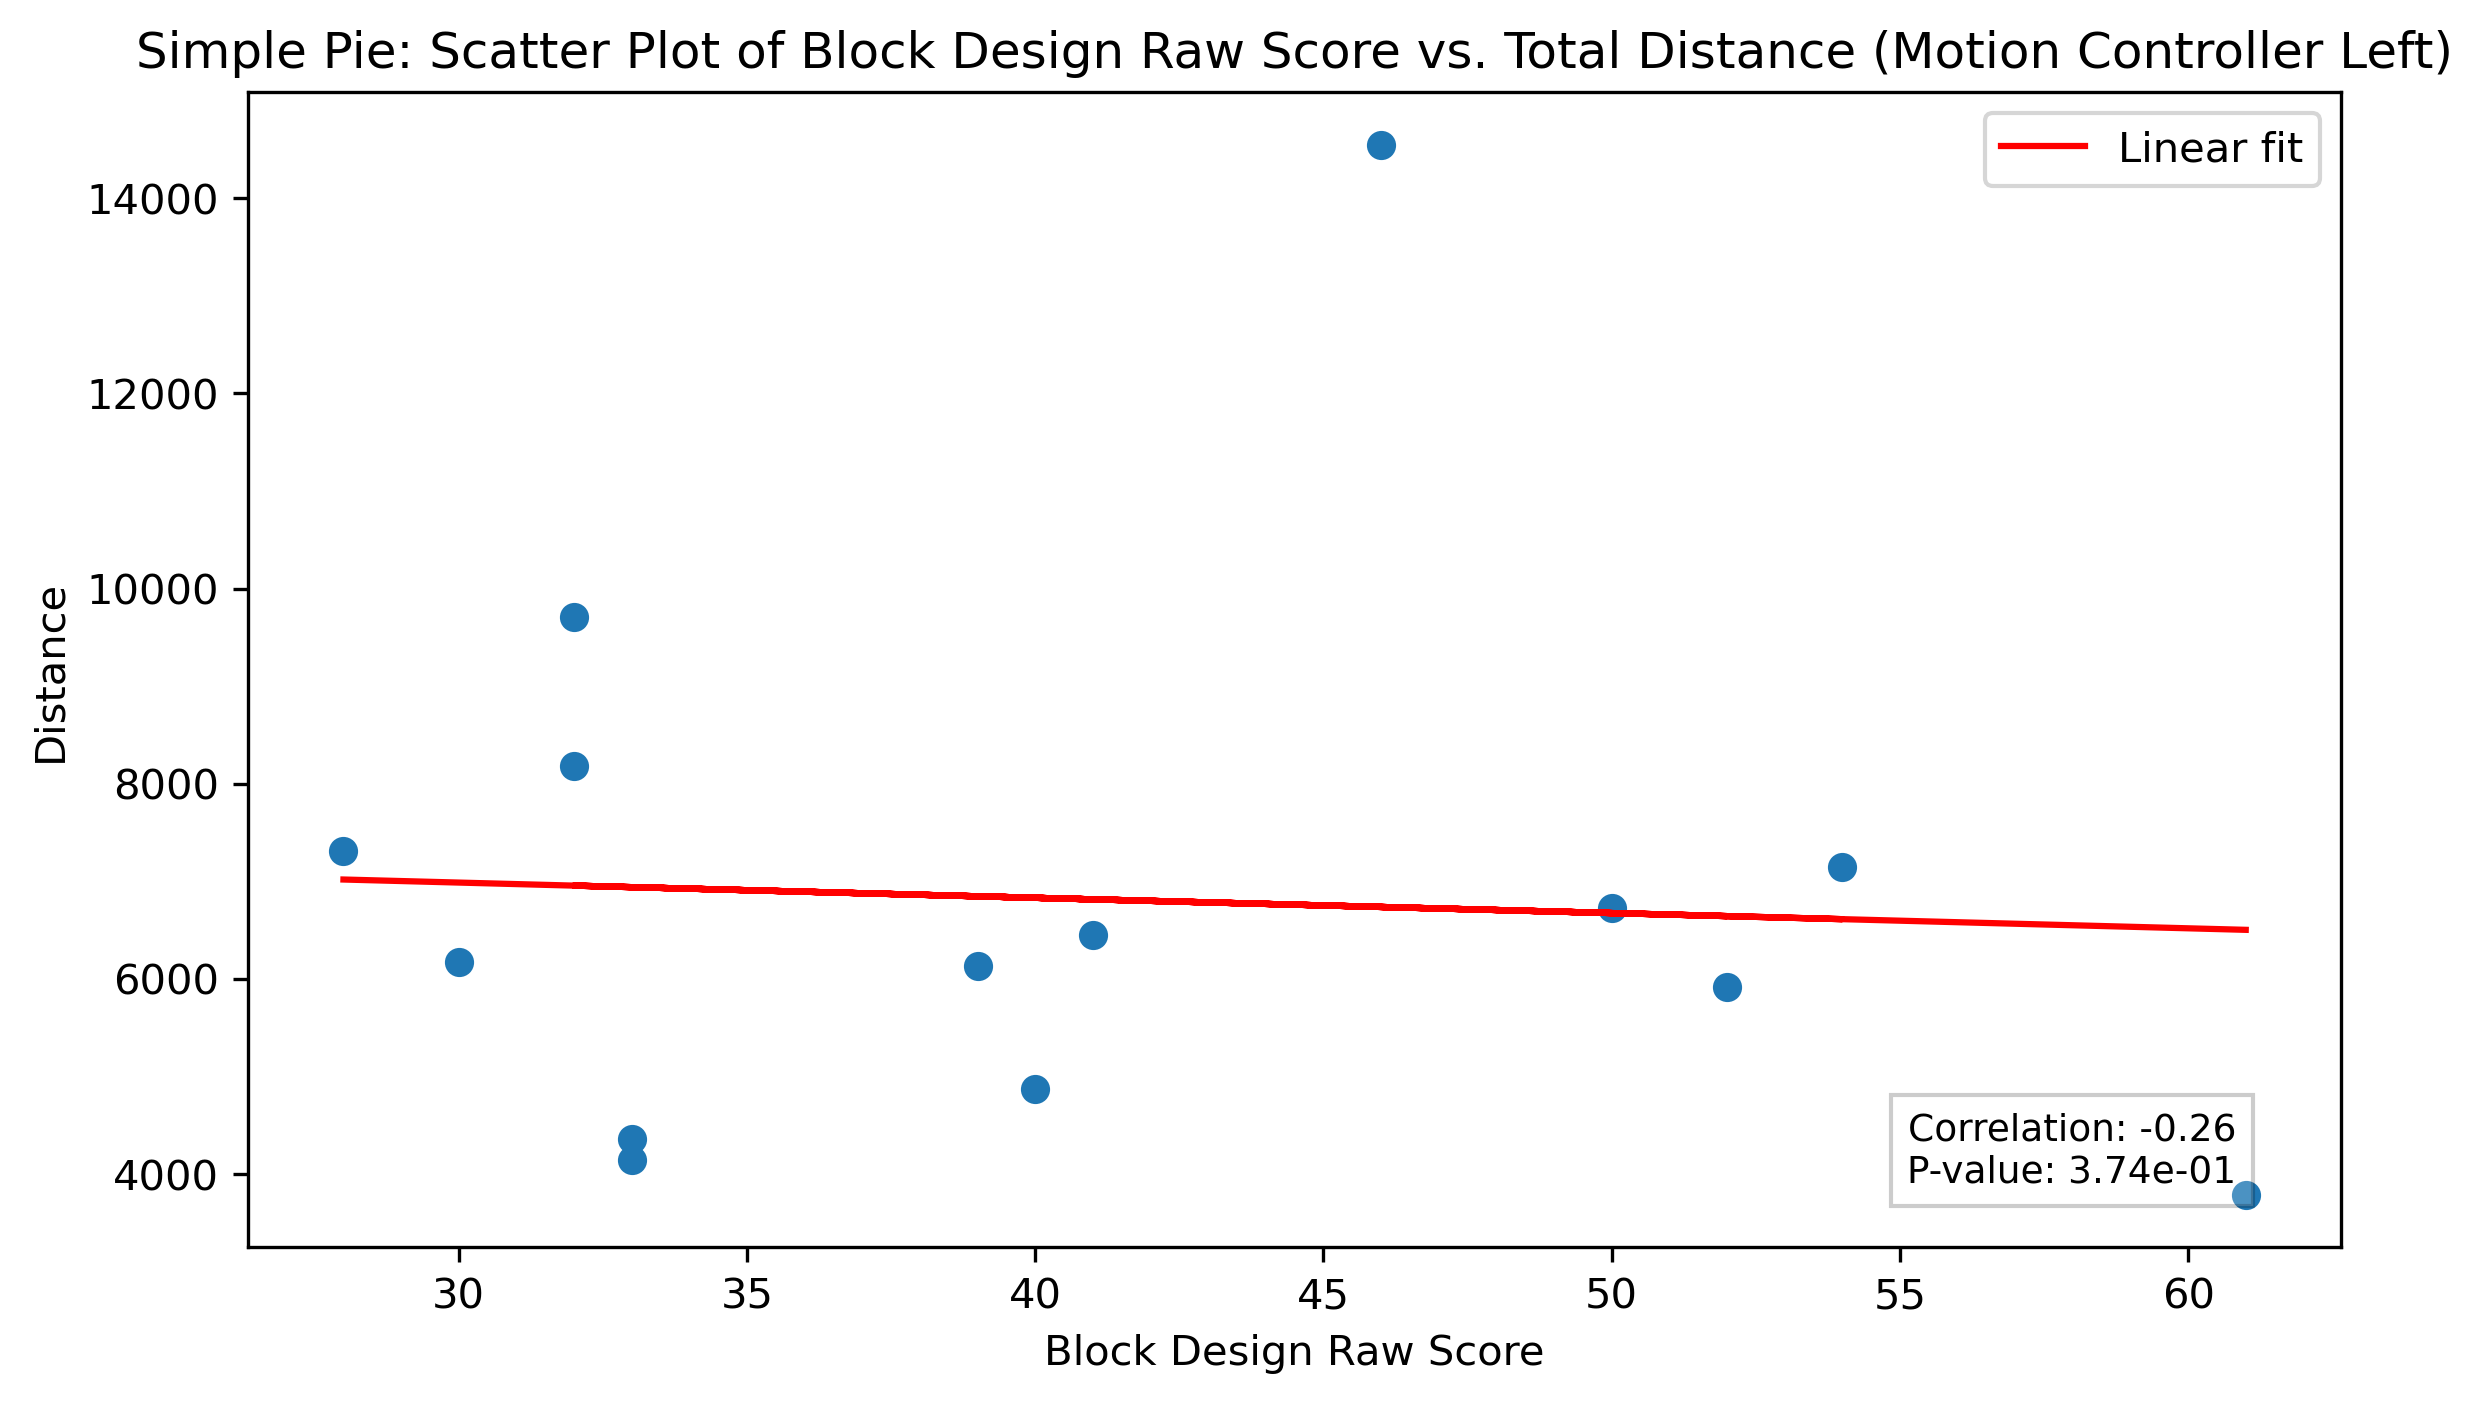 Simple Pie: Scatter Plot of Block Design Raw Score vs. Total Distance (Motion Controller Left)
Linear fit
14000
12000
10000
8000
6000
4000
Distance
Correlation: -0.26
P-value: 3.74e-01
30 35 40 45 50 55 60
Block Design Raw Score